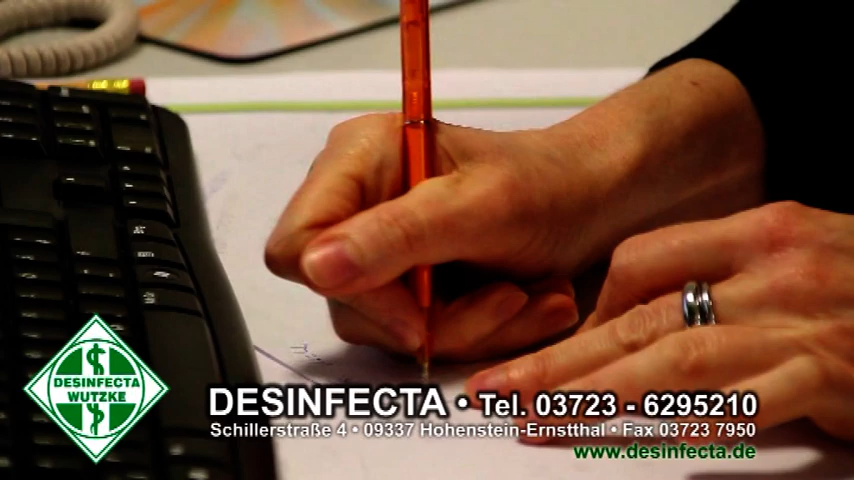 DESINFECTA
WUTZKE
DESINFECTA • Tel. 03723 - 6295210
Schillerstraße 4 • 09337 Hohenstein-Ernstthal • Fax 03723 7950
www.desinfecta.de